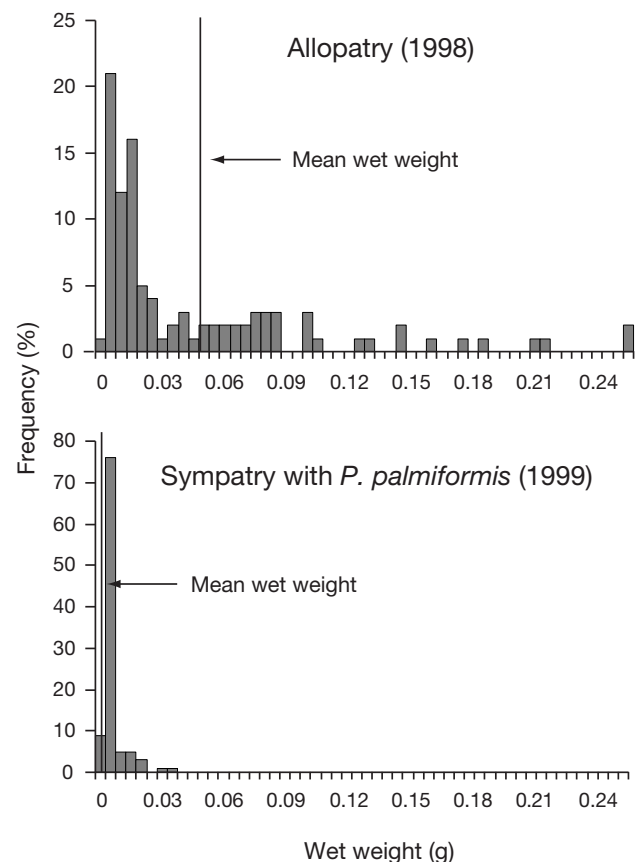 Allopatry (1998)
Mean wet weight
25
20
15
10
5
0
0 0.03 0.06 0.09 0.12 0.15 0.18 0.21 0.24
Frequency (%)
Sympatry with P. palmiformis (1999)
Mean wet weight
80
70
60
50
40
30
20
10
0
0 0.03 0.06 0.09 0.12 0.15 0.18 0.21 0.24
Wet weight (g)